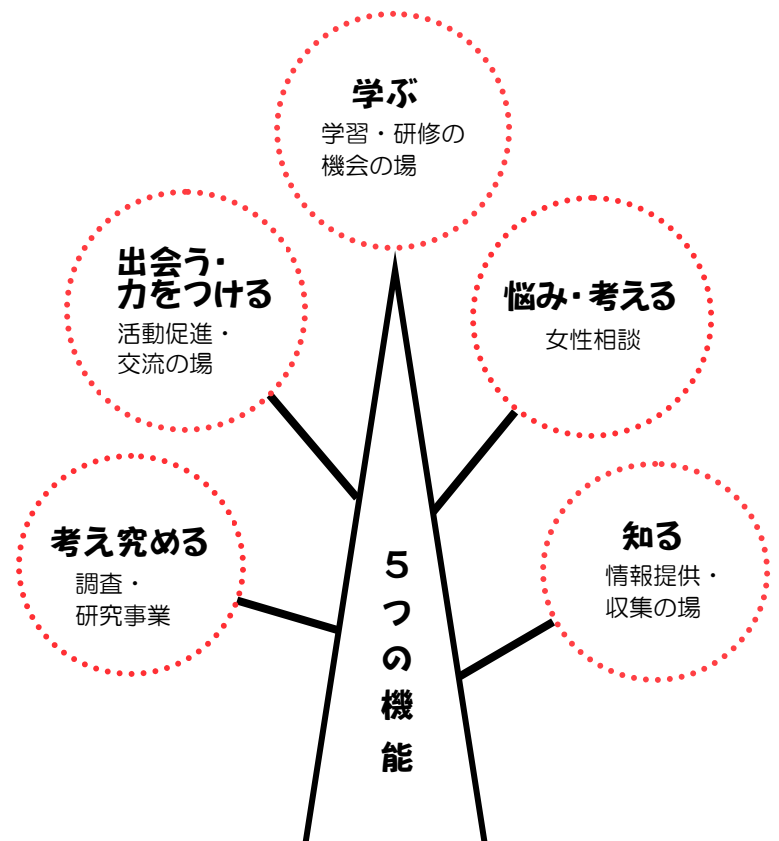 学ぶ
学習・研修の
機会の場
出会う・
力をつける
活動促進・
交流の場
悩み・考える
女性相談
考え究める
調査・
研究事業
知る
情報提供・
収集の場
5つの機能